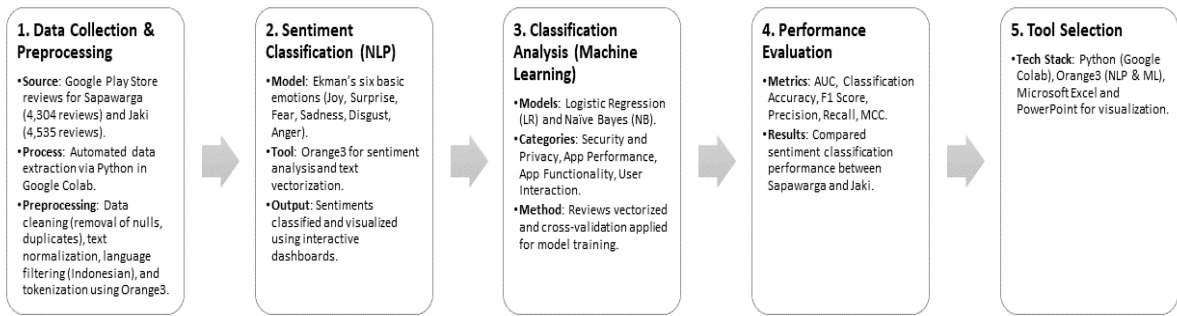 1. Data Collection &
Preprocessing
•Source: Google Play Store
reviews for Sapawarga
(4,304 reviews) and Jaki
(4,535 reviews).
•Process: Automated data
extraction via Python in
Google Colab.
•Preprocessing: Data
cleaning (removal of nulls,
duplicates), text
normalization, language
filtering (Indonesian), and
tokenization using Orange3.
2. Sentiment
Classification (NLP)
•Model: Ekman's six basic
emotions (Joy, Surprise,
Fear, Sadness, Disgust,
Anger).
•Tool: Orange3 for sentiment
analysis and text
vectorization.
•Output: Sentiments
classified and visualized
using interactive
dashboards.
3. Classification
Analysis (Machine
Learning)
•Models: Logistic Regression
(LR) and Naïve Bayes (NB).
•Categories: Security and
Privacy, App Performance,
App Functionality, User
Interaction.
•Method: Reviews vectorized
and cross-validation applied
for model training.
4. Performance
Evaluation
•Metrics: AUC, Classification
Accuracy, F1 Score,
Precision, Recall, MCC.
•Results: Compared
sentiment classification
performance between
Sapawarga and Jaki.
5. Tool Selection
•Tech Stack: Python (Google
Colab), Orange3 (NLP & ML),
Microsoft Excel and
PowerPoint for visualization.